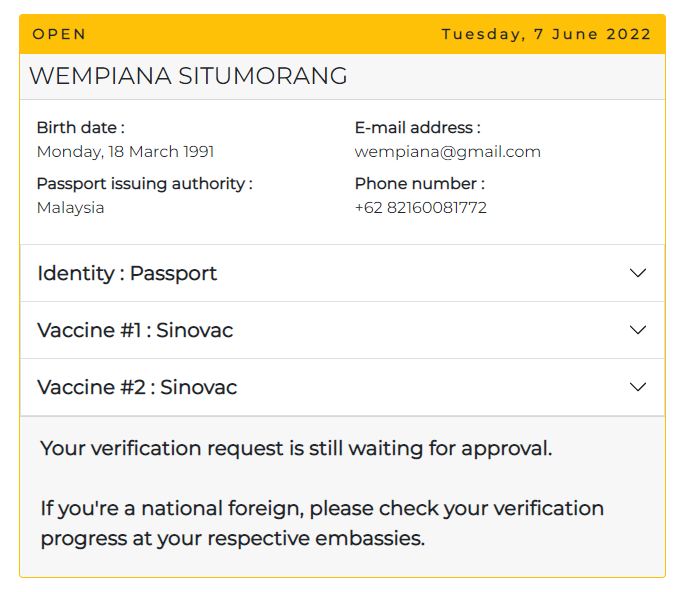 OPEN Tuesday, 7 June 2022
WEMPIANA SITUMORANG
Birth date : E-mail address :
Monday, 18 March 1991 wempiana@gmail.com
Passport issuing authority : Phone number :
Malaysia +62 82160081772
Identity : Passport
Vaccine #1 : Sinovac
Vaccine #2 : Sinovac
Your verification request is still waiting for approval.
If you're a national foreign, please check your verification
progress at your respective embassies.